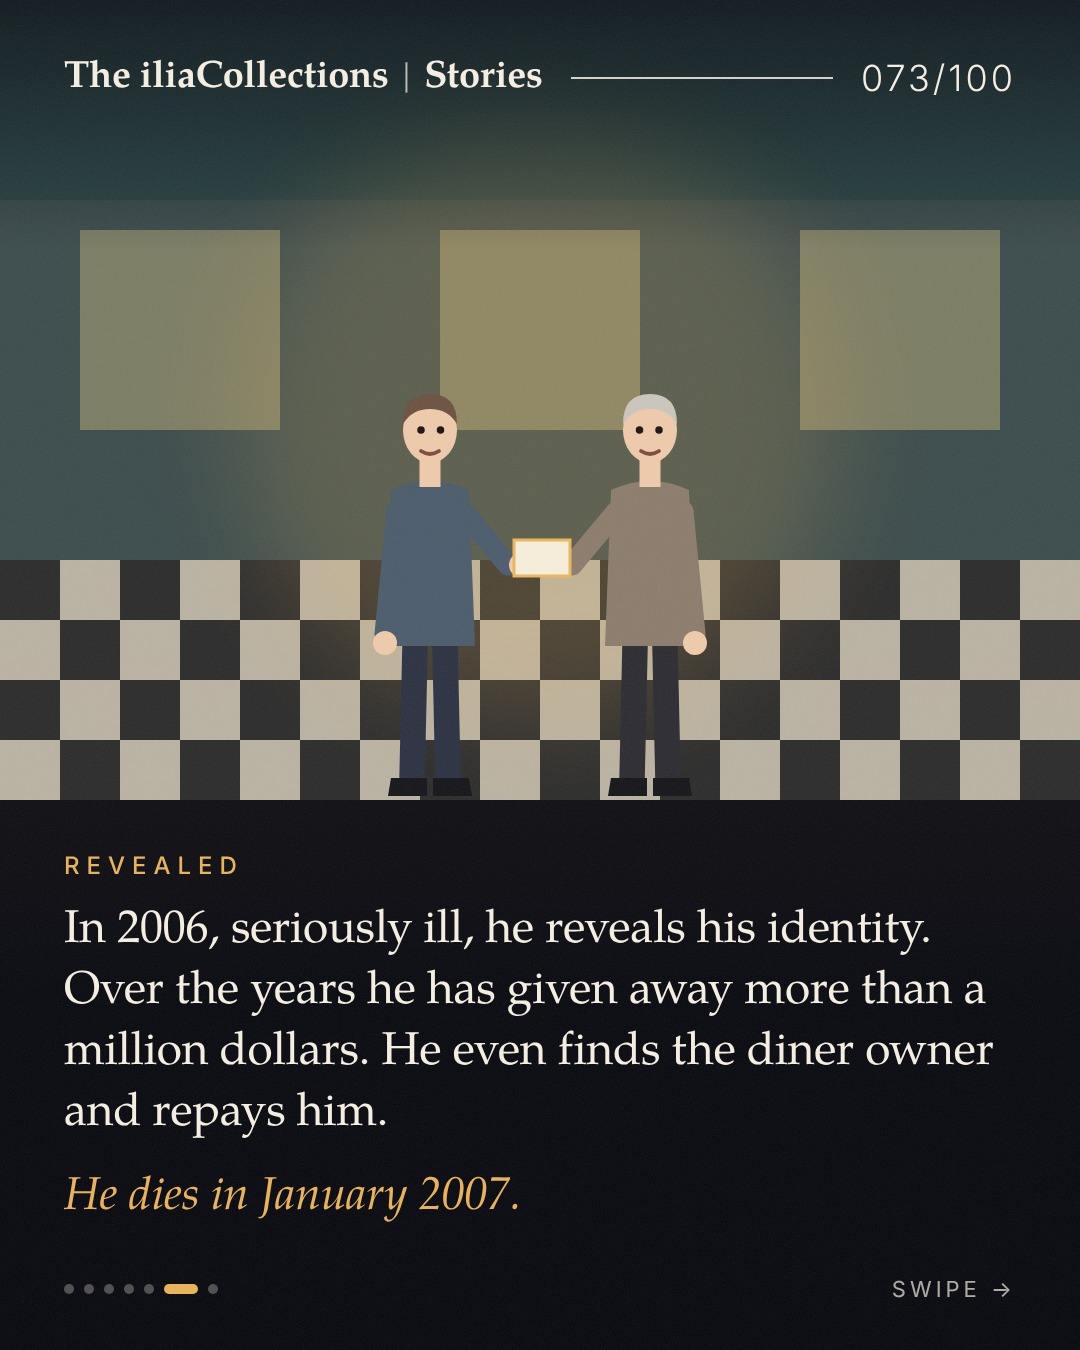 The iliaCollections | Stories 073/100
REVEALED
In 2006, seriously ill, he reveals his identity.
Over the years he has given away more than a
million dollars. He even finds the diner owner
and repays him.
He dies in January 2007.
SWIPE →